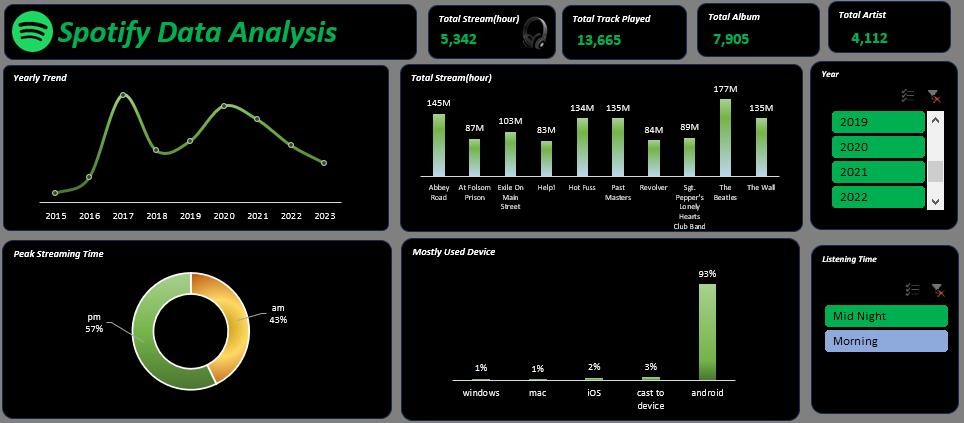 Spotify Data Analysis
Total Stream(hour)
5,342
Total Track Played
13,665
Total Album
7,905
Total Artist
4,112
Yearly Trend
2015 2016 2017 2018 2019 2020 2021 2022 2023
Total Stream(hour)
145M
87M
103M
83M
134M
135M
84M
89M
177M
135M
Abbey
Road
At Folsom
Prison
Exile On
Main
Street
Help!
Hot Fuss
Past
Masters
Revolver
Sgt.
Pepper's
Lonely
Hearts
Club Band
The
Beatles
The Wall
Year
2019
2020
2021
2022
Peak Streaming Time
pm
57%
am
43%
Mostly Used Device
1%
1%
2%
3%
93%
windows
mac
iOS
cast to
device
android
Listening Time
Mid Night
Morning